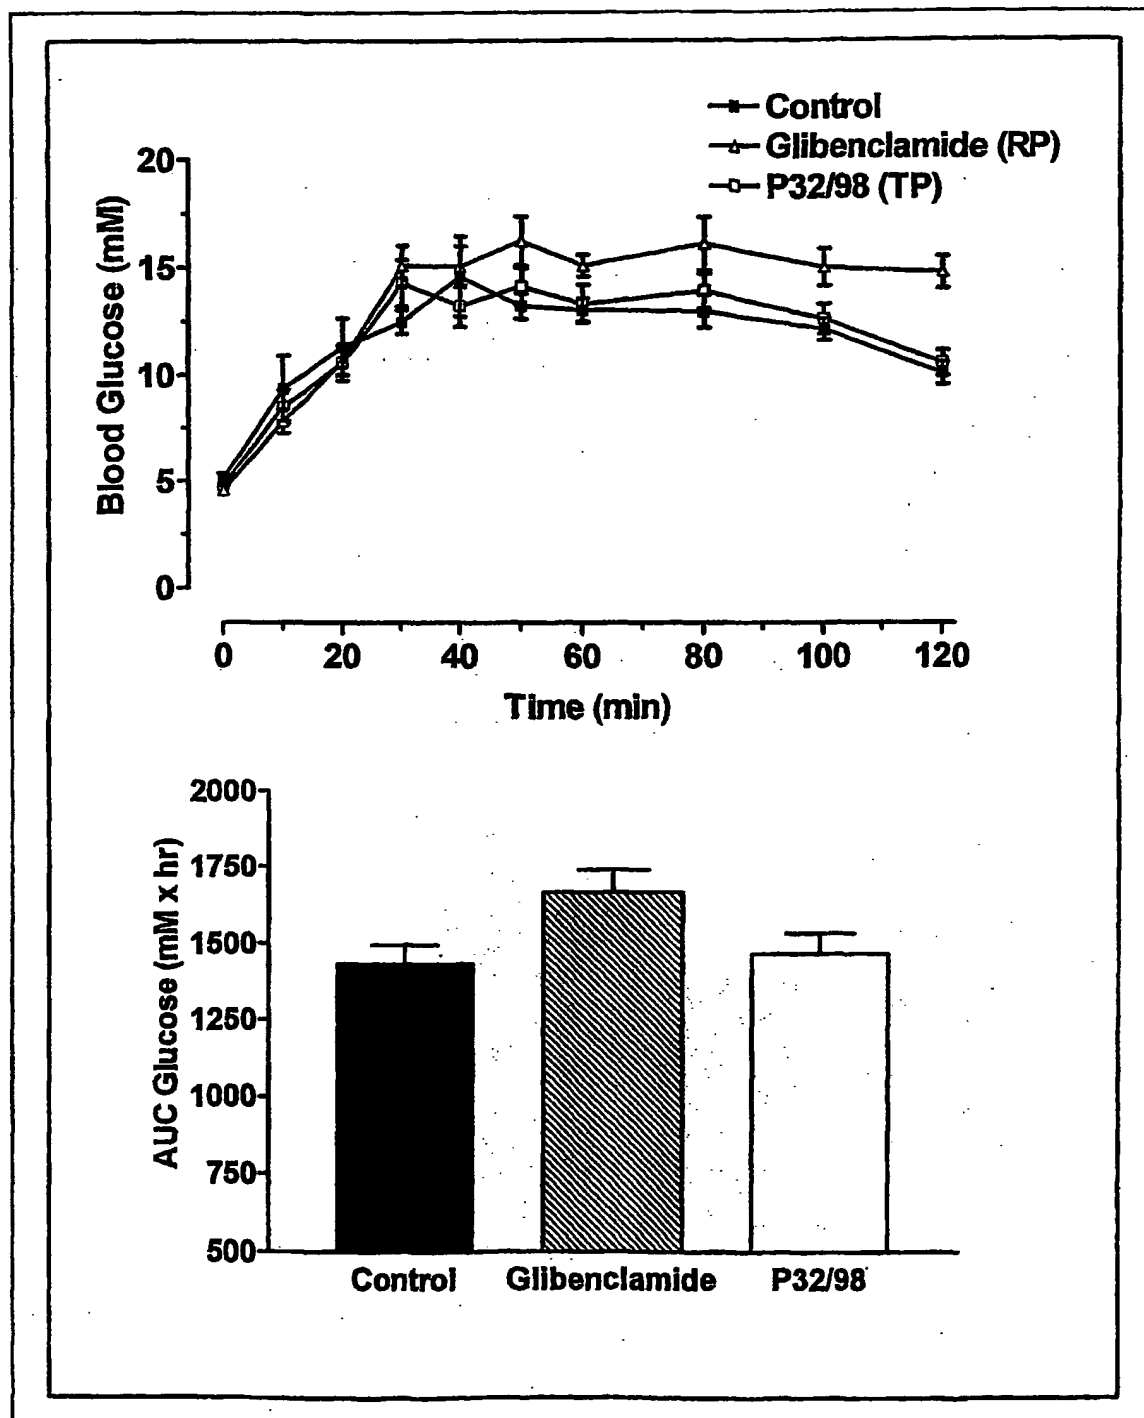 Control
Glibenclamide (RP)
P32/98 (TP)
Blood Glucose (mM)
20
15
10
5
0
0 20 40 60 80 100 120
Time (min)
AUC Glucose (mM x hr)
2000
1750
1500
1250
1000
750
500
Control Glibenclamide P32/98